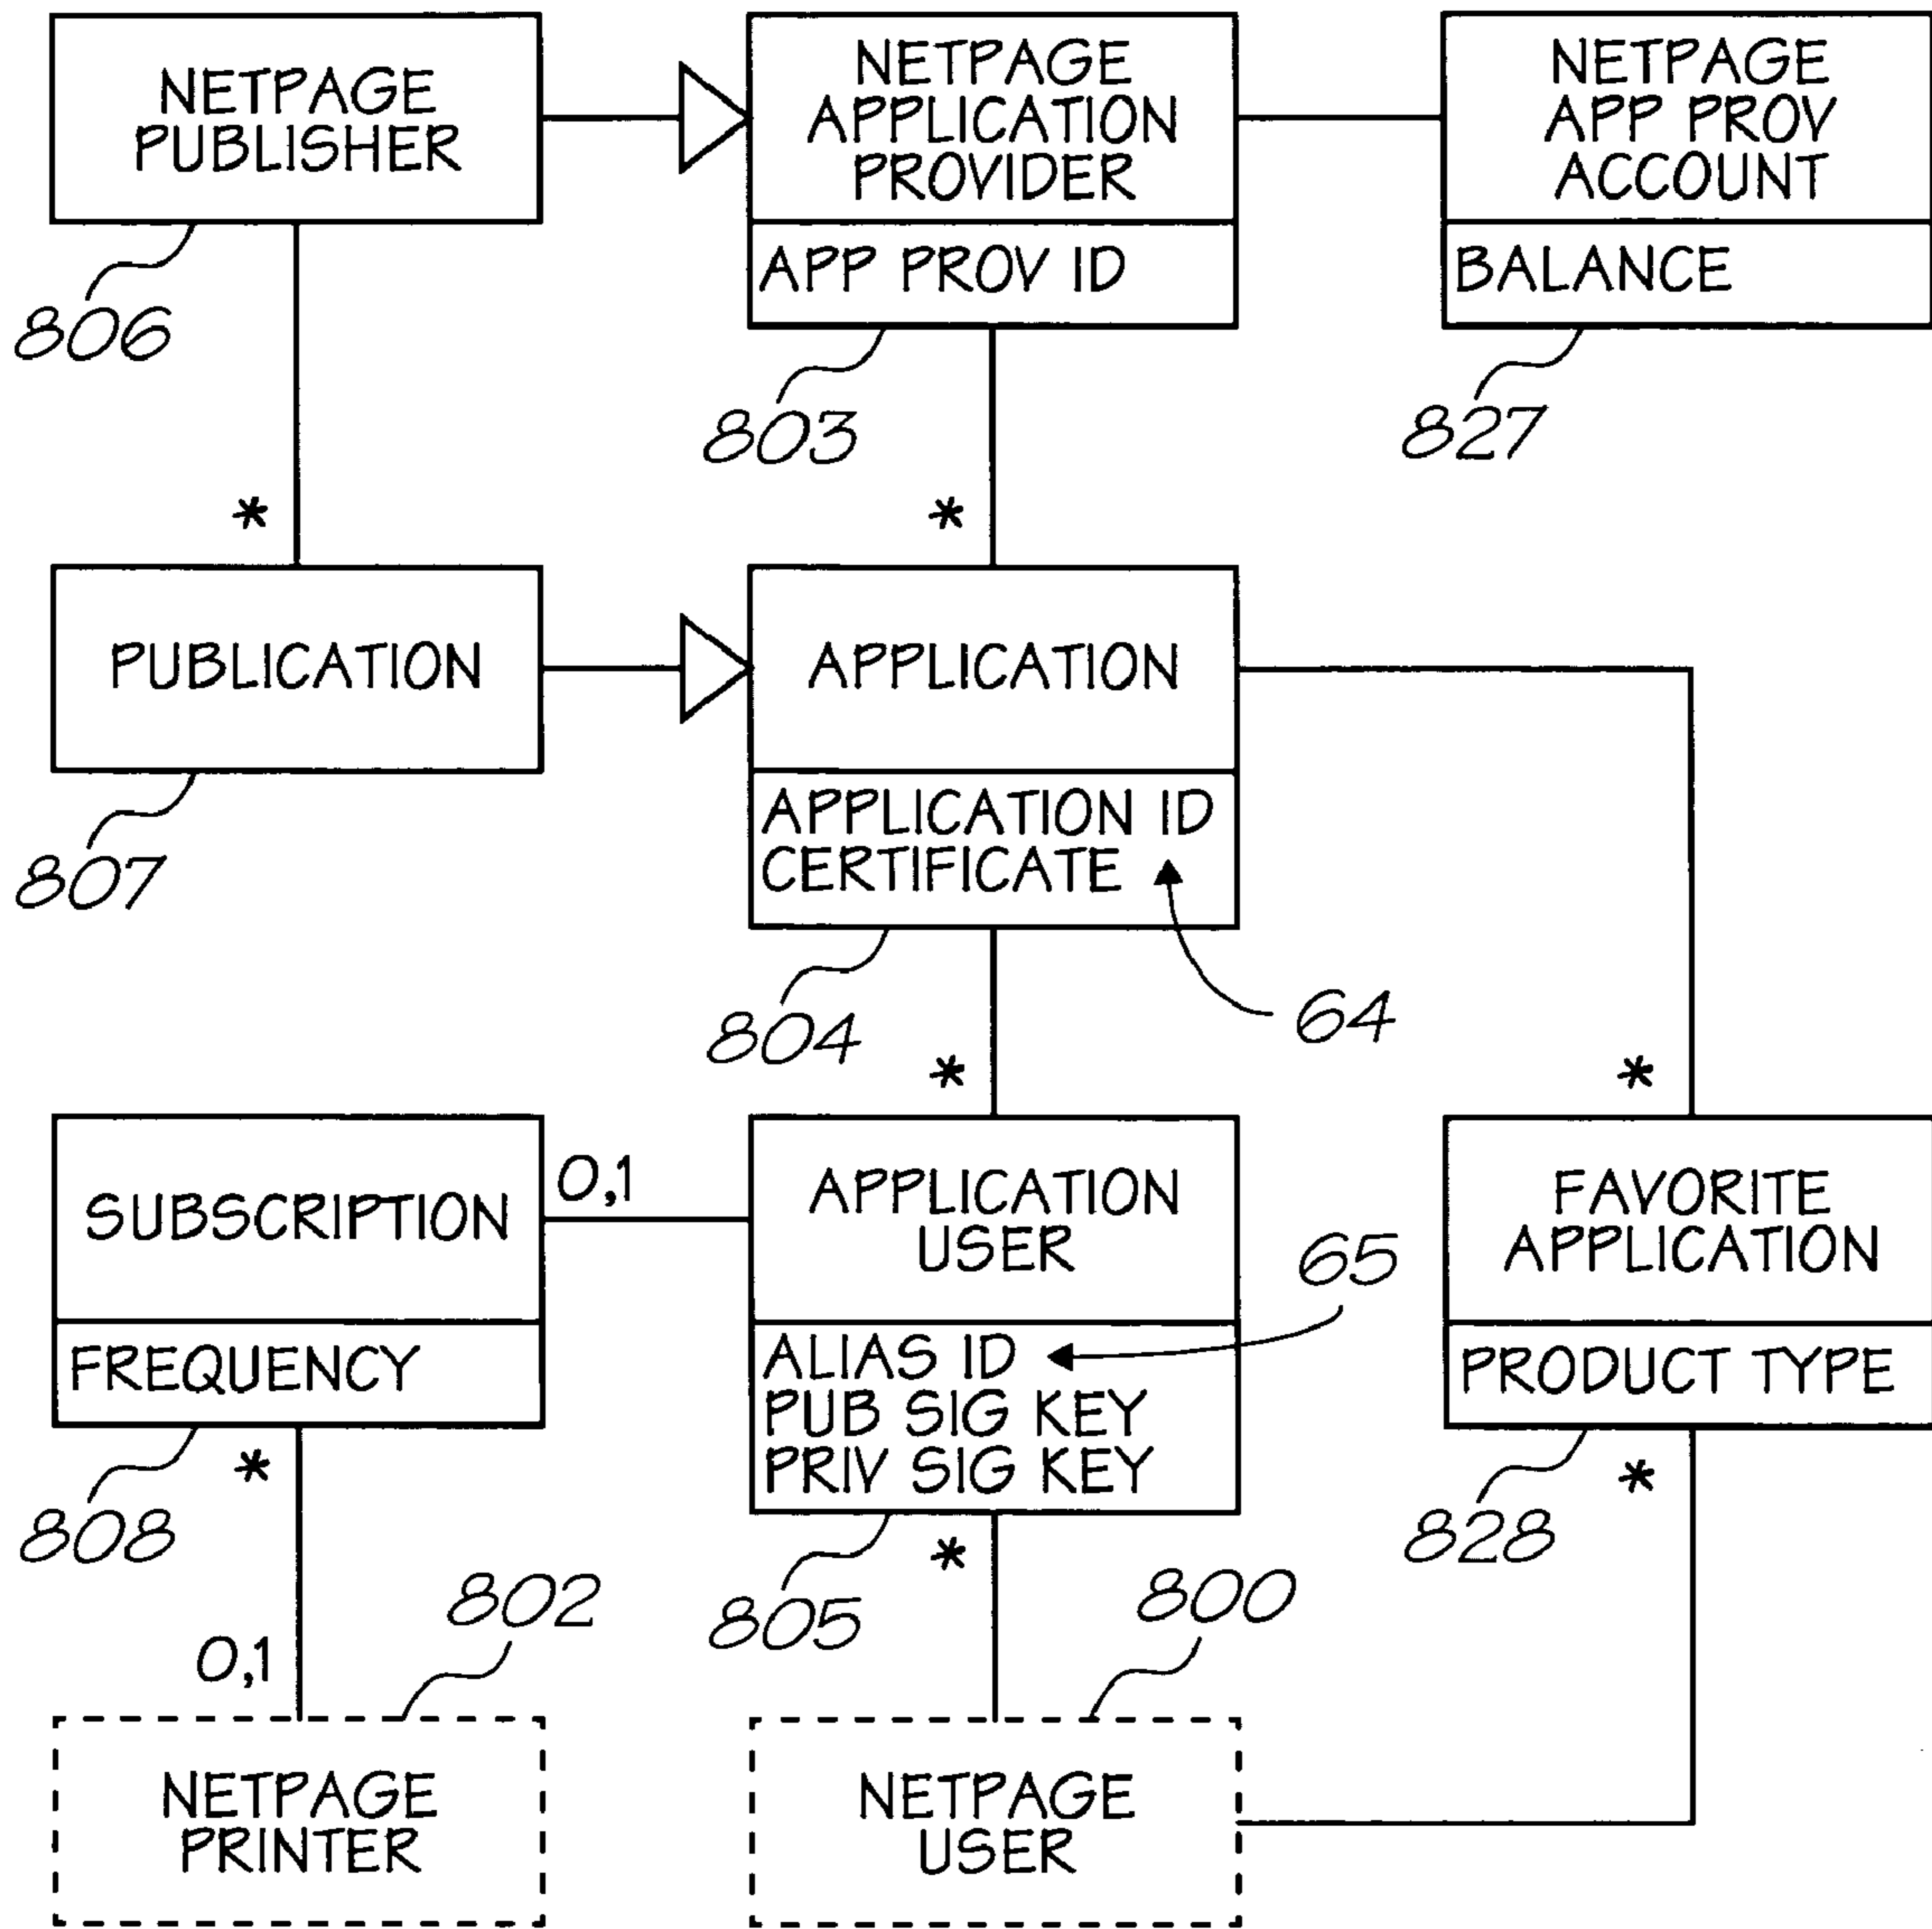 NETPAGE
PUBLISHER
NETPAGE
APPLICATION
PROVIDER
APP PROV ID
NETPAGE
APP PROV
ACCOUNT
BALANCE
806
803
827
*
*
PUBLICATION
APPLICATION
APPLICATION ID
CERTIFICATE
807
804
64
*
*
SUBSCRIPTION
FREQUENCY
0,1
APPLICATION
USER
ALIAS ID
PUB SIG KEY
PRIV SIG KEY
65
FAVORITE
APPLICATION
PRODUCT TYPE
*
*
*
808
802
805
800
828
0,1
NETPAGE
PRINTER
NETPAGE
USER